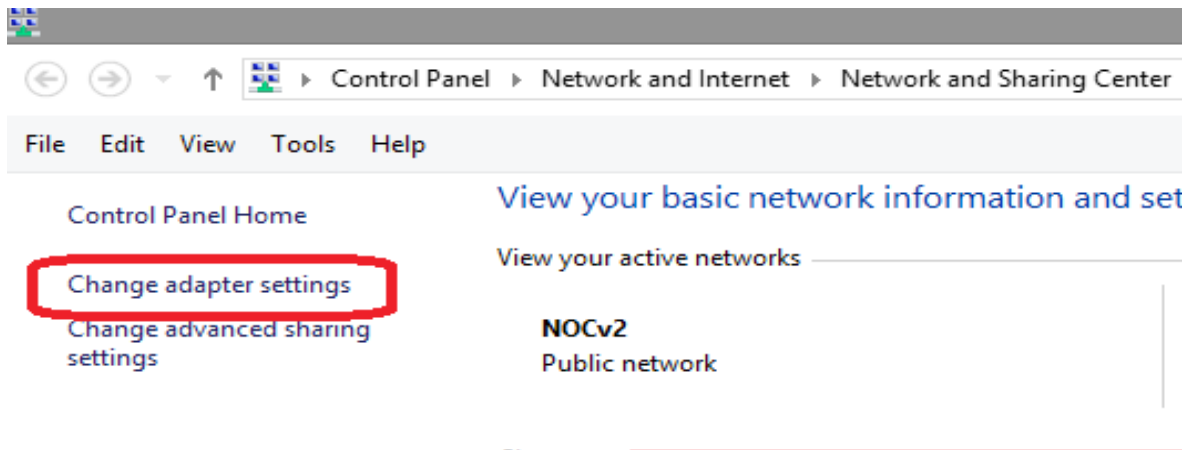 Control Panel Network and Internet Network and Sharing Center
File Edit View Tools Help
Control Panel Home
Change adapter settings
Change advanced sharing
settings
View your basic network information and set
View your active networks
NOCv2
Public network